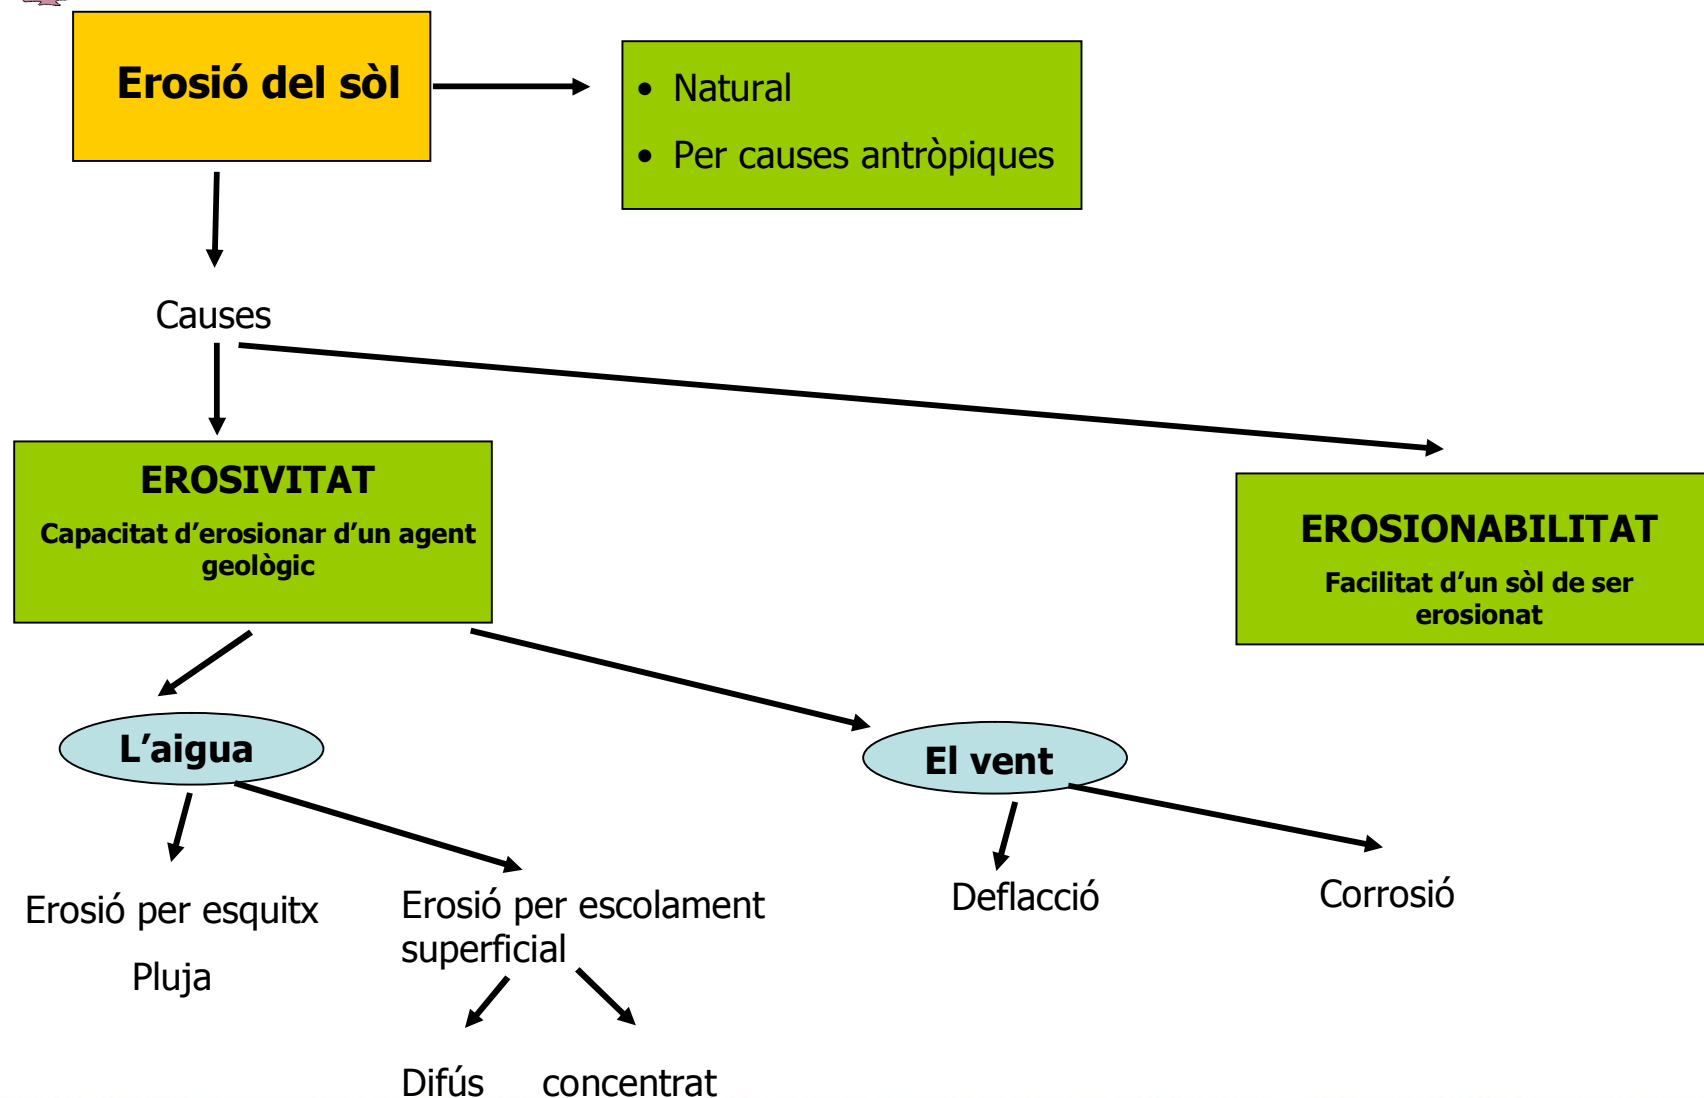 Erosió del sòl
• Natural
• Per causes antròpiques
Causes
EROSIVITAT
Capacitat d’erosionar d’un agent
geològic
EROSIONABILITAT
Facilitat d’un sòl de ser
erosionat
L’aigua
El vent
Erosió per esquitx
Pluja
Erosió per escolament
superficial
Deflacció
Corrosió
Difús
concentrat